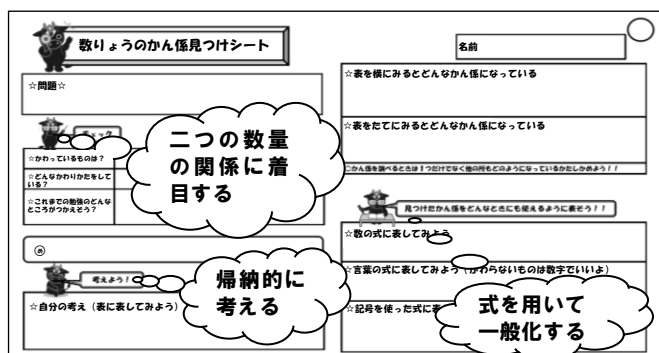 数りょうのかん係見つけシート
☆問題☆
チェック
☆かわっているものは？
☆どんなかわりかたをして
いる？
☆これまでの勉強のどんな
ところがつかえそう？
二つの数量
の関係に着
目する
め
考えよう！
☆自分の考え（表に表してみよう）
帰納的に
考える
名前
☆表を横にみるとどんなかん係になっている
☆表をたてにみるとどんなかん係になっている
かん係を調べるときは1つだけでなく他の所もどのようになっているかたしかめよう！！
見つけたかん係をどんなときにも使えるように表そう！！
☆数の式に表してみよう
☆言葉の式に表してみよう（かわらないものは数字でいいよ）
☆記号を使った式に表
式を用いて
一般化する